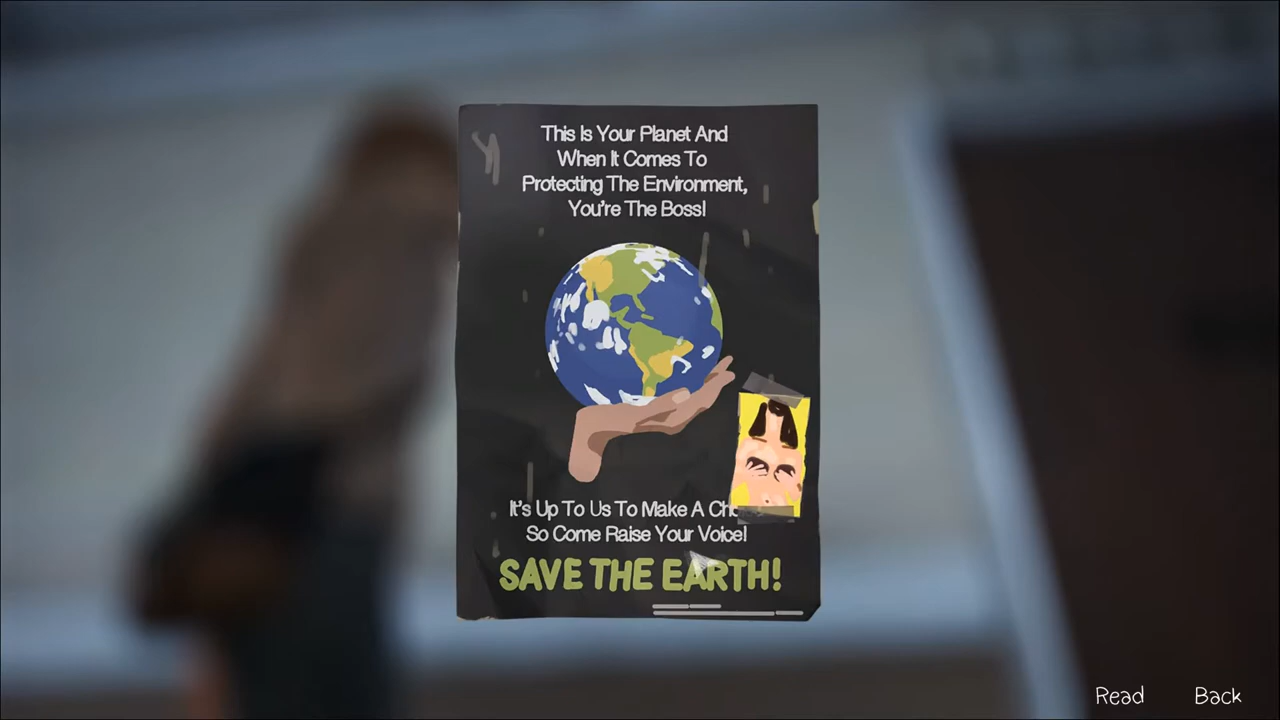 This Is Your Planet And
When It Comes To
Protecting The Environment,
You're The Boss!
It's Up To Us To Make A
So Come Raise Your Voice!
SAVE THE EARTH!
Read
Back